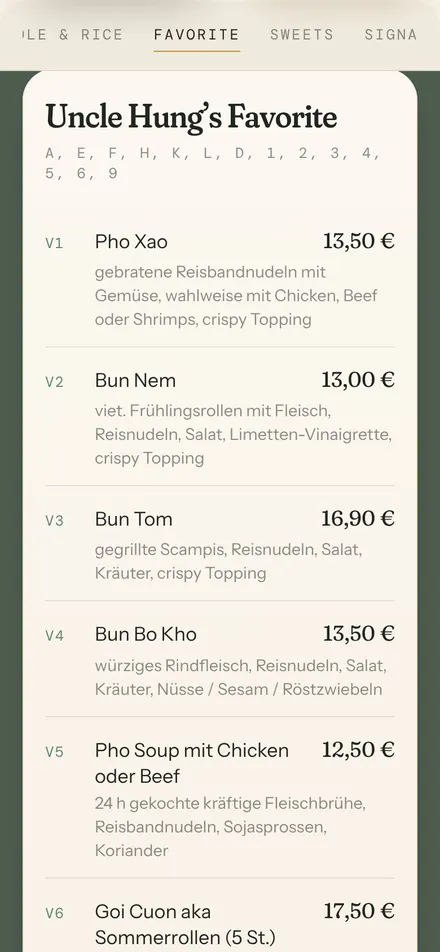 LE & RICE FAVORITE SWEETS SIGNA
Uncle Hung’s Favorite
A, E, F, H, K, L, D, 1, 2, 3, 4,
5, 6, 9
V1 Pho Xao 13,50 €
gebratene Reisbandnudeln mit
Gemüse, wahlweise mit Chicken, Beef
oder Shrimps, crispy Topping
V2 Bun Nem 13,00 €
viet. Frühlingsrollen mit Fleisch,
Reisnudeln, Salat, Limetten-Vinaigrette,
crispy Topping
V3 Bun Tom 16,90 €
gegrillte Scampis, Reisnudeln, Salat,
Kräuter, crispy Topping
V4 Bun Bo Kho 13,50 €
würziges Rindfleisch, Reisnudeln, Salat,
Kräuter, Nüsse / Sesam / Röstzwiebeln
V5 Pho Soup mit Chicken 12,50 €
oder Beef
24 h gekochte kräftige Fleischbrühe,
Reisbandnudeln, Sojasprossen,
Koriander
V6 Goi Cuon aka 17,50 €
Sommerrollen (5 St.)